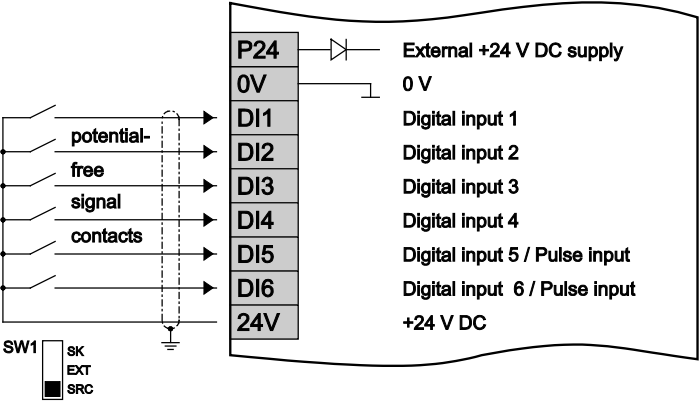 P24 External +24 V DC supply
0V 0 V
DI1 Digital input 1
potential-
DI2 Digital input 2
free
DI3 Digital input 3
signal
DI4 Digital input 4
contacts
DI5 Digital input 5 / Pulse input
DI6 Digital input 6 / Pulse input
24V +24 V DC
SW1
SK
EXT
SRC